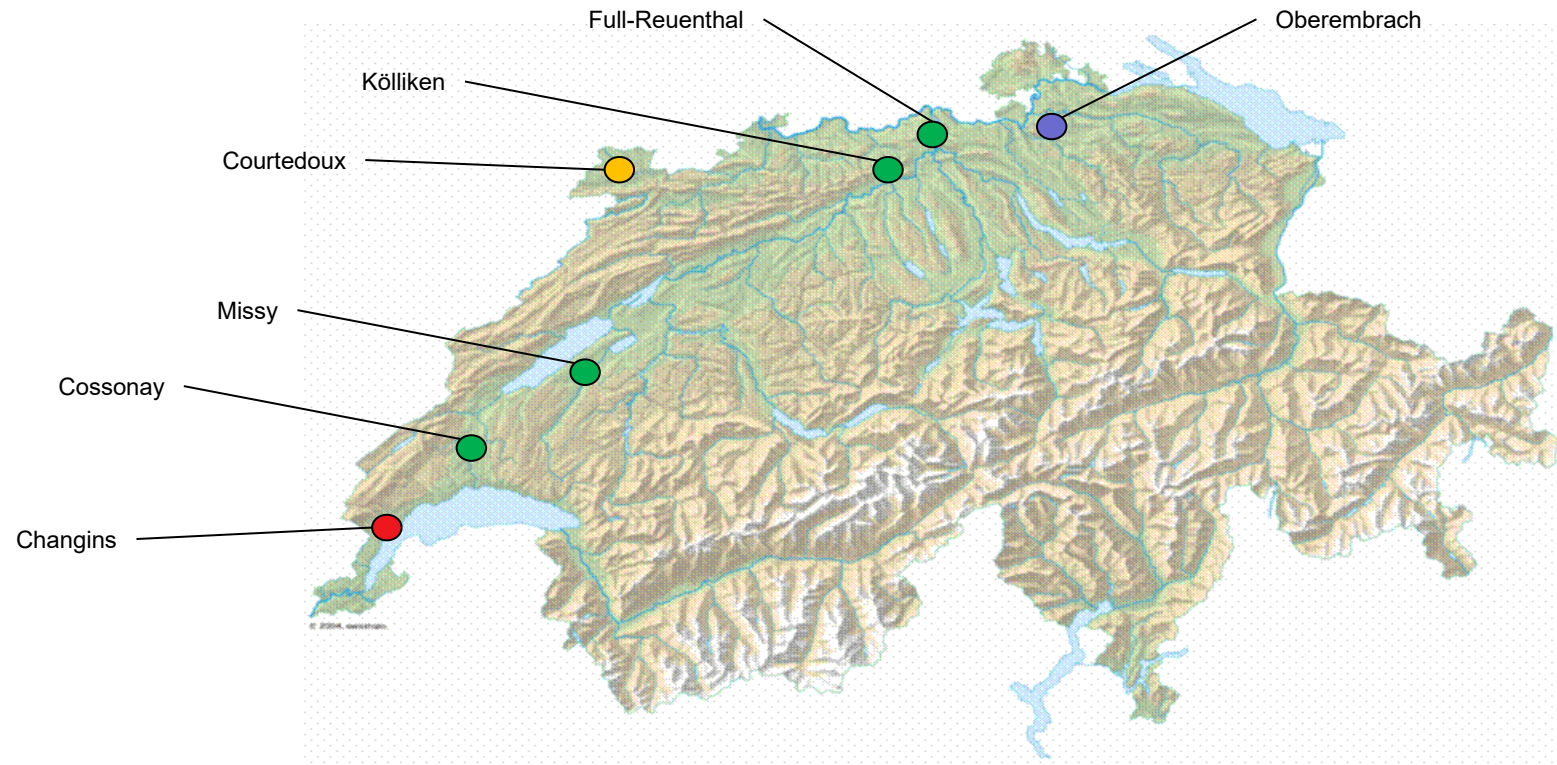 Full-Reuenthal
Oberembrach
Kölliken
Courtedoux
Missy
Cossonay
Changins